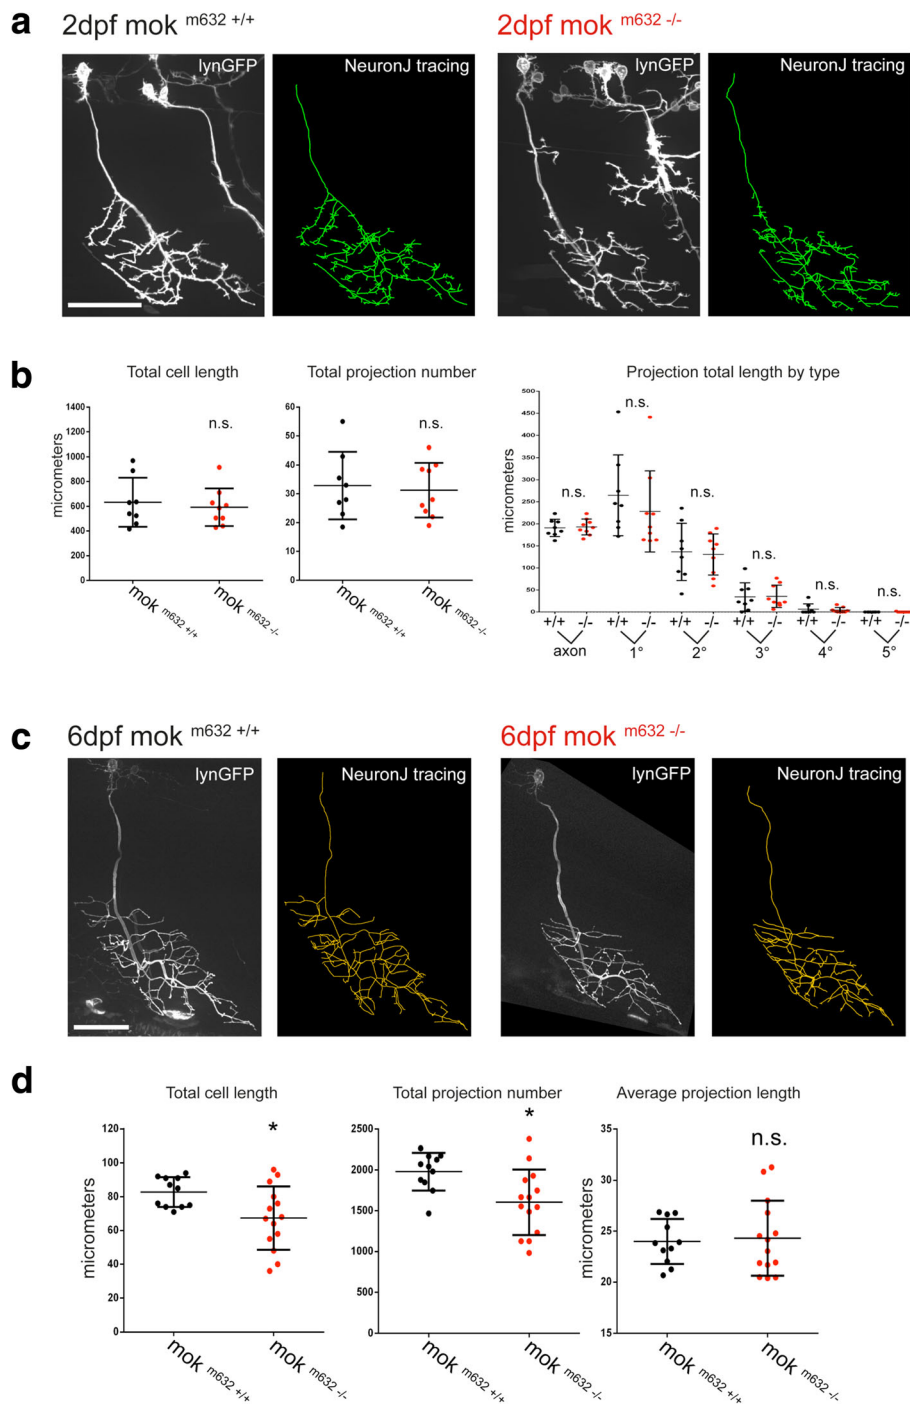 a
2dpf mok m632 +/+
2dpf mok m632 -/-
lynGFP
NeuronJ tracing
lynGFP
NeuronJ tracing
b
Total cell length
Total projection number
Projection total length by type
micrometers
1400
1200
1000
800
600
400
200
0
n.s.
mok m632 +/+
mok m632 -/-
60
50
40
30
20
10
0
n.s.
mok m632 +/+
mok m632 -/-
micrometers
500
450
400
350
300
250
200
150
100
50
0
n.s.
n.s.
n.s.
n.s.
n.s.
n.s.
+/+ -/- +/+ -/- +/+ -/- +/+ -/- +/+ -/- +/+ -/-
axon 1° 2° 3° 4° 5°
c
6dpf mok m632 +/+
6dpf mok m632 -/-
lynGFP
NeuronJ tracing
lynGFP
NeuronJ tracing
d
Total cell length
Total projection number
Average projection length
micrometers
120
100
80
60
40
20
0
*
mok m632 +/+
mok m632 -/-
2500
2000
1500
1000
500
0
*
mok m632 +/+
mok m632 -/-
micrometers
35
30
25
20
15
n.s.
mok m632 +/+
mok m632 -/-